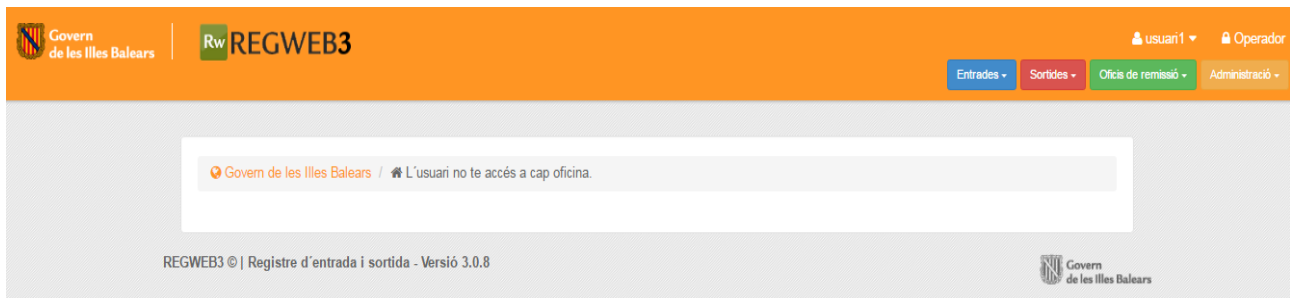 Govern
de les Illes Balears
Rw REGWEB3
usuari1
Operador
Entrades
Sortides
Oficis de remissió
Administració
Govern de les Illes Balears / L´usuari no te accés a cap oficina.
REGWEB3 © | Registre d´entrada i sortida - Versió 3.0.8
Govern
de les Illes Balears